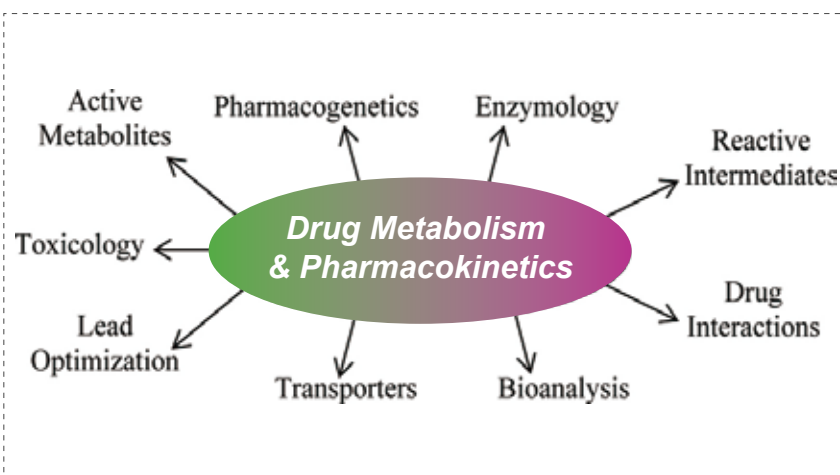 Active
Metabolites
Pharmacogenetics
Enzymology
Reactive
Intermediates
Drug Metabolism
& Pharmacokinetics
Toxicology
Drug
Interactions
Lead
Optimization
Transporters
Bioanalysis